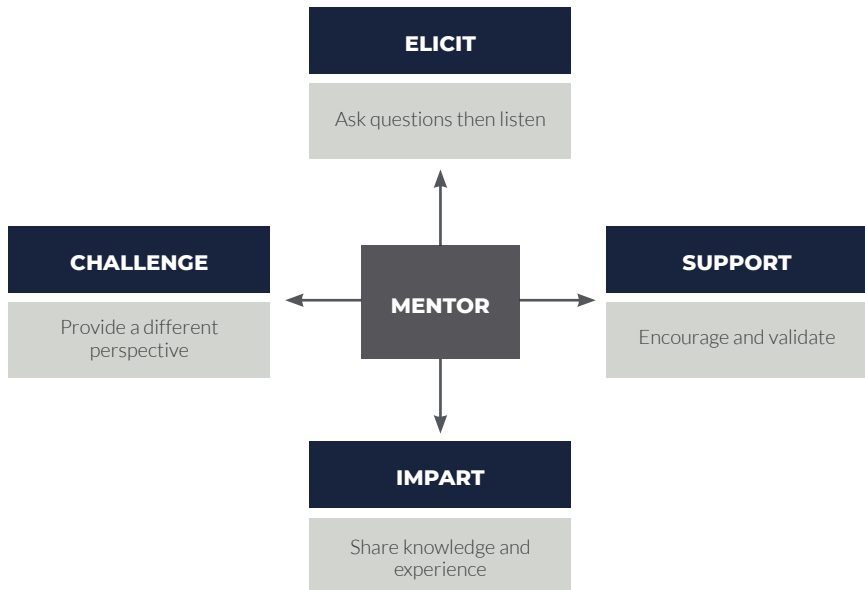 ELICIT
Ask questions then listen
CHALLENGE
Provide a different
perspective
MENTOR
SUPPORT
Encourage and validate
IMPART
Share knowledge and
experience